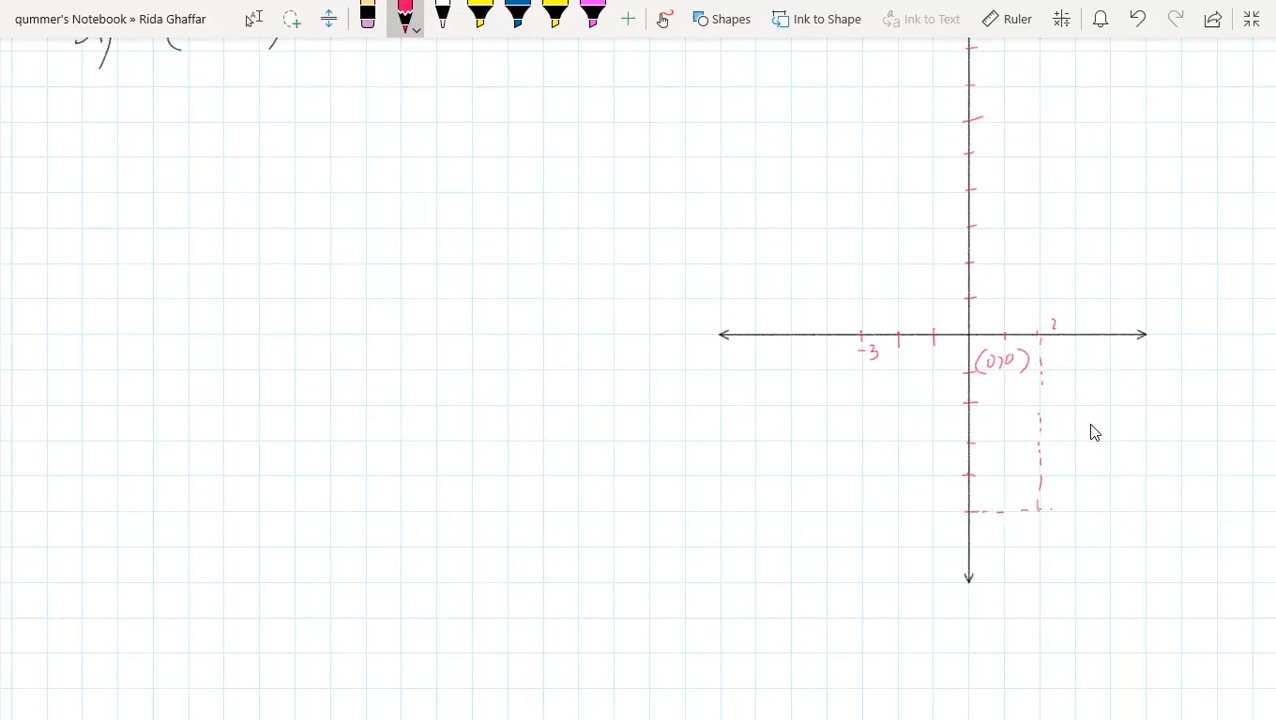 qummer's Notebook » Rida Ghaffar
Shapes
Ink to Shape
Ink to Text
Ruler
2
-3
(0,0)